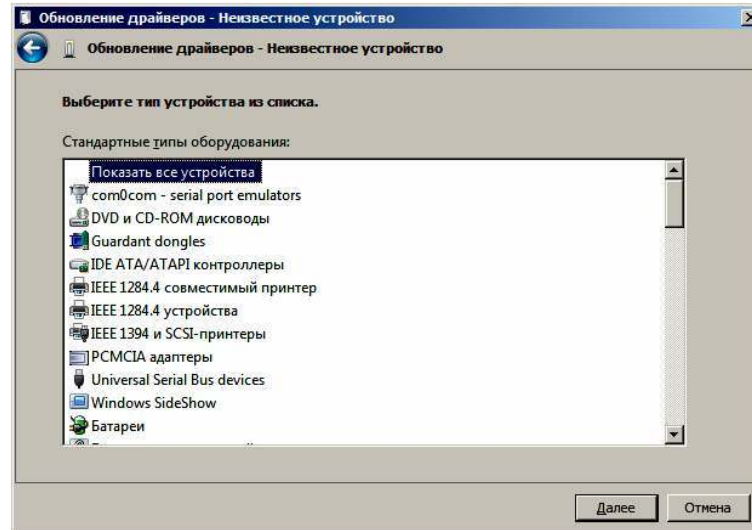 Обновление драйверов - Неизвестное устройство
Обновление драйверов - Неизвестное устройство
Выберите тип устройства из списка.
Стандартные типы оборудования:
Показать все устройства
com0com - serial port emulators
DVD и CD-ROM дисководы
Guardant dongles
IDE ATA/ATAPI контроллеры
IEEE 1284.4 совместимый принтер
IEEE 1284.4 устройства
IEEE 1394 и SCSI-принтеры
PCMCIA адаптеры
Universal Serial Bus devices
Windows SideShow
Батареи
Далее
Отмена